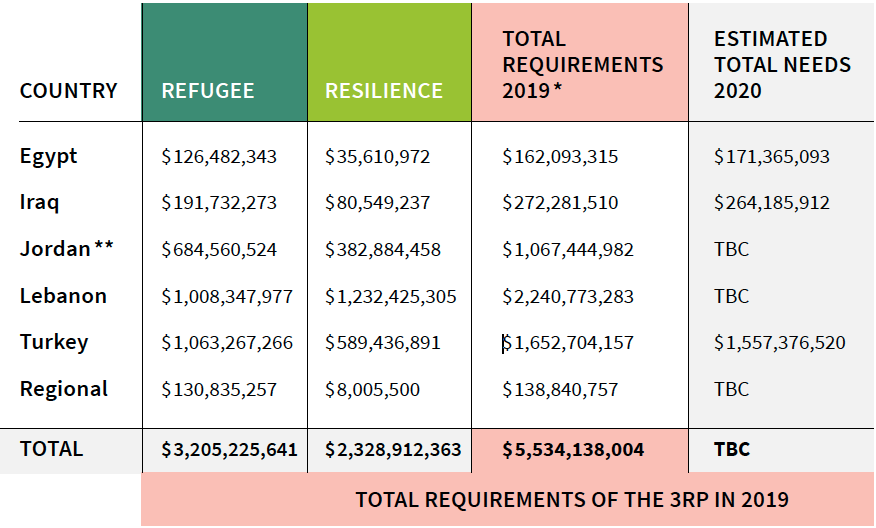 COUNTRY REFUGEE RESILIENCE TOTAL REQUIREMENTS 2019* ESTIMATED TOTAL NEEDS 2020
Egypt $126,482,343 $35,610,972 $162,093,315 $171,365,093
Iraq $191,732,273 $80,549,237 $272,281,510 $264,185,912
Jordan** $684,560,524 $382,884,458 $1,067,444,982 TBC
Lebanon $1,008,347,977 $1,232,425,305 $2,240,773,283 TBC
Turkey $1,063,267,266 $589,436,891 $1,652,704,157 $1,557,376,520
Regional $130,835,257 $8,005,500 $138,840,757 TBC
TOTAL $3,205,225,641 $2,328,912,363 $5,534,138,004 TBC
TOTAL REQUIREMENTS OF THE 3RP IN 2019